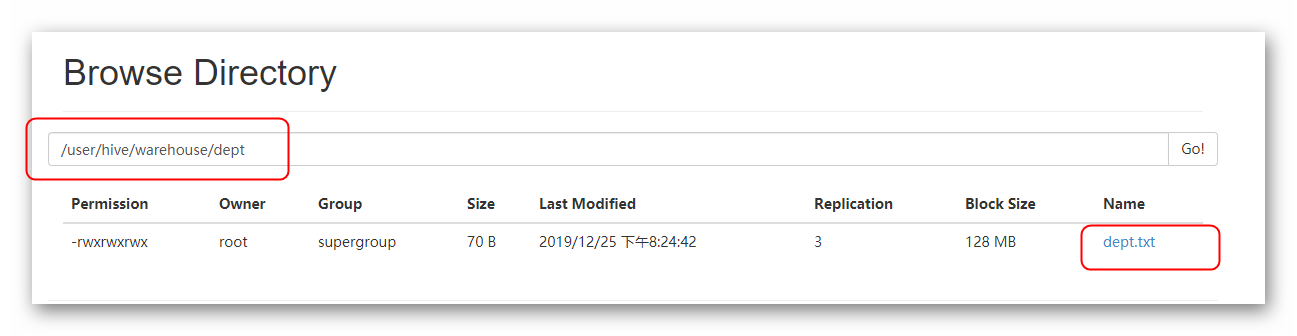 Browse Directory
/user/hive/warehouse/dept Go!
Permission Owner Group Size Last Modified Replication Block Size Name
-rwxrwxrwx root supergroup 70 B 2019/12/25 下午8:24:42 3 128 MB dept.txt